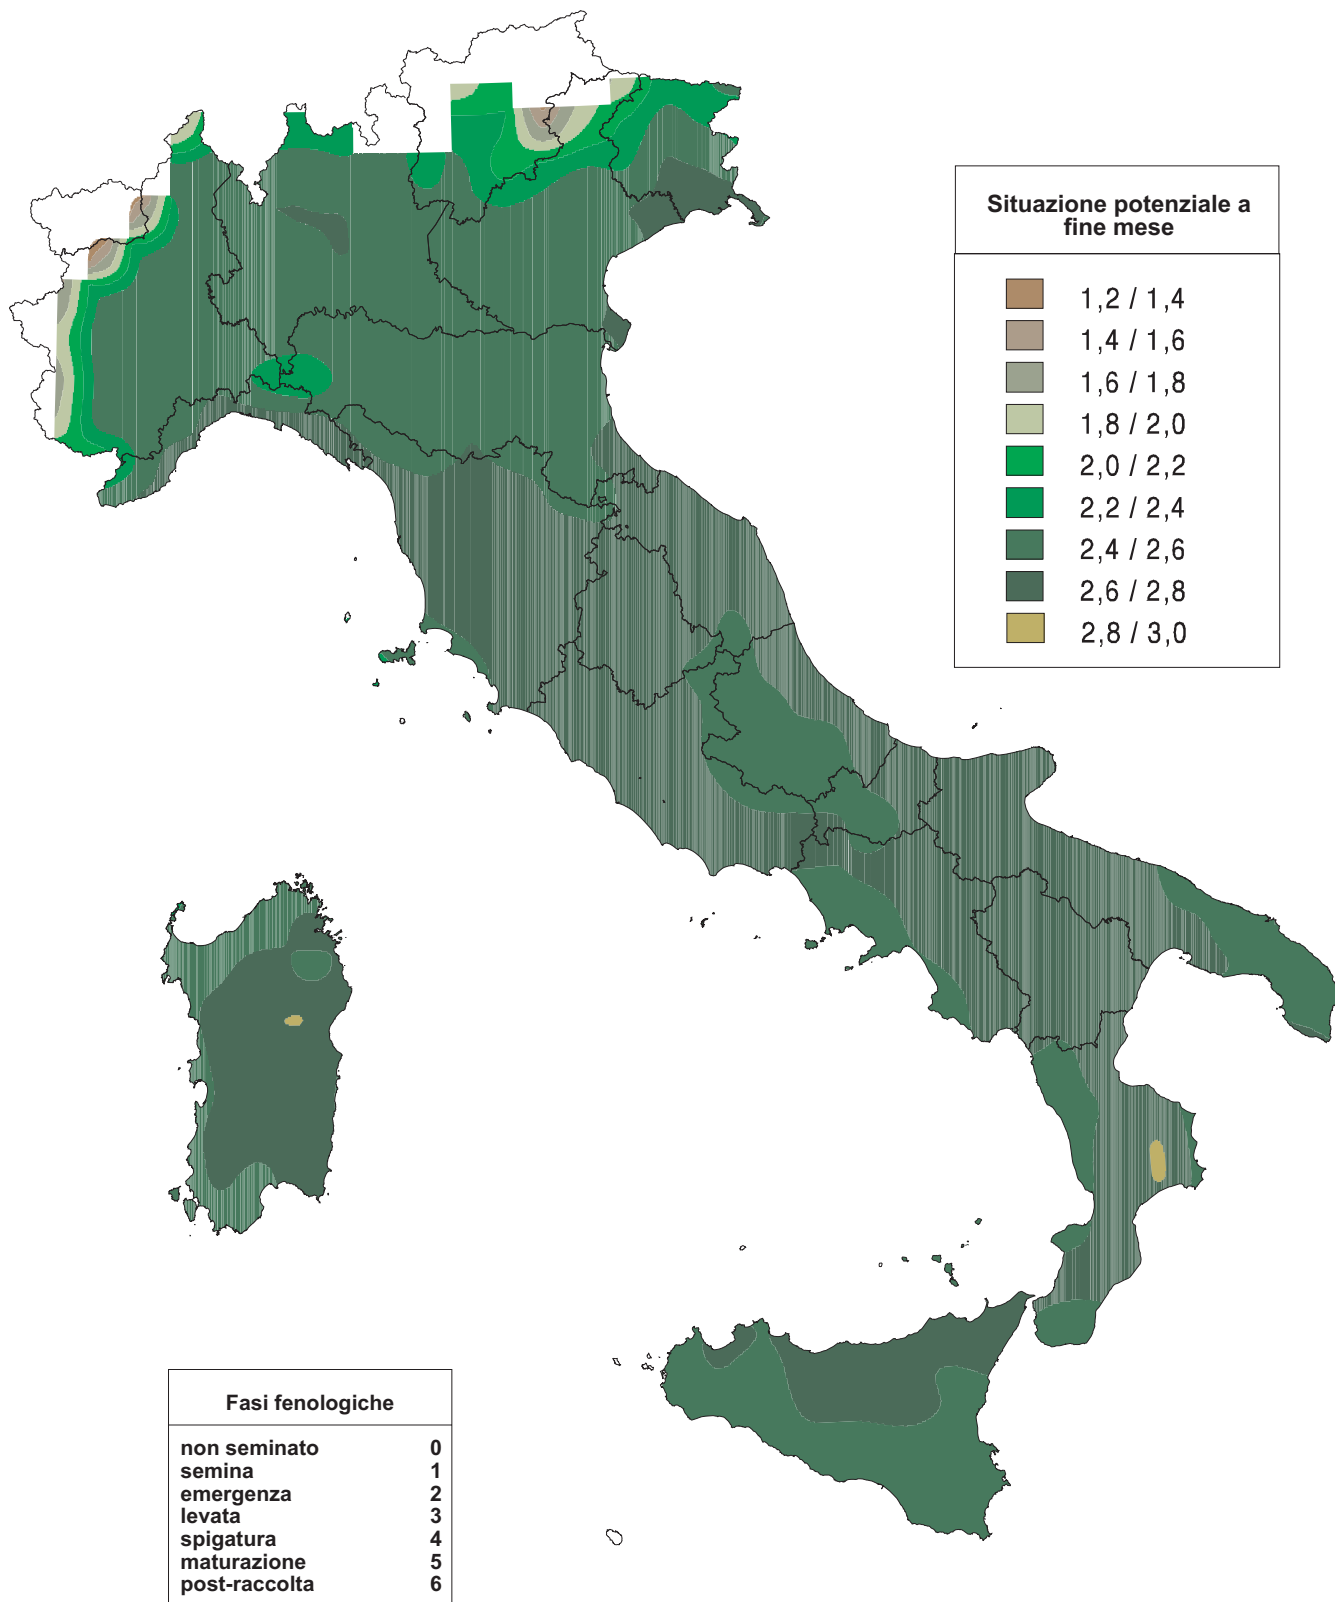 Situazione potenziale a
fine mese
1,2 / 1,4
1,4 / 1,6
1,6 / 1,8
1,8 / 2,0
2,0 / 2,2
2,2 / 2,4
2,4 / 2,6
2,6 / 2,8
2,8 / 3,0
Fasi fenologiche
non seminato 0
semina 1
emergenza 2
levata 3
spigatura 4
maturazione 5
post-raccolta 6